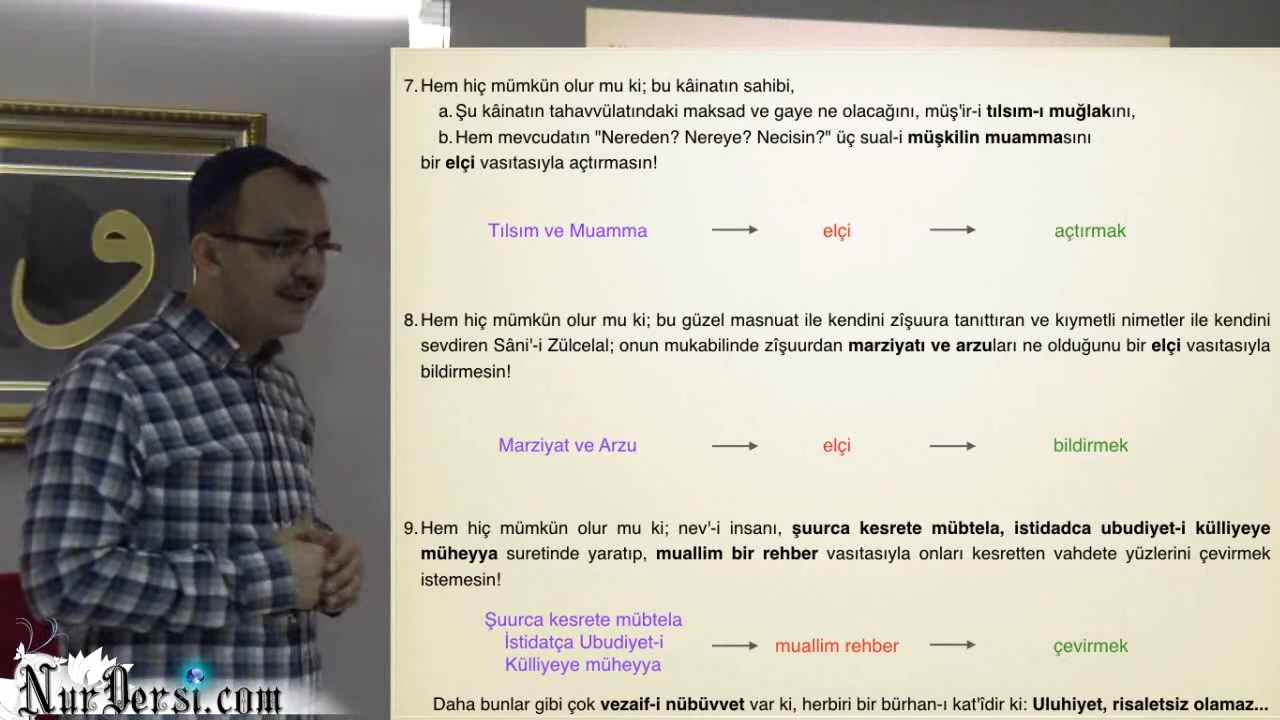 7. Hem hiç mümkün olur mu ki; bu kâinatın sahibi,
a. Şu kâinatın tahavvülatındaki maksad ve gaye ne olacağını, müş'ir-i tılsım-ı muğlakını,
b. Hem mevcudatın "Nereden? Nereye? Necisin?" üç sual-i müşkilin muammasını
bir elçi vasıtasıyla açtırmasın!
Tılsım ve Muamma → elçi → açtırmak
8. Hem hiç mümkün olur mu ki; bu güzel masnuat ile kendini zîşuura tanıttıran ve kıymetli nimetler ile kendini
sevdiren Sâni'-i Zülcelal; onun mukabilinde zîşuurdan marziyatı ve arzuları ne olduğunu bir elçi vasıtasıyla
bildirmesin!
Marziyat ve Arzu → elçi → bildirmek
9. Hem hiç mümkün olur mu ki; nev'-i insanı, şuurca kesrete mübtela, istidadca ubudiyet-i külliyeye
müheyya suretinde yaratıp, muallim bir rehber vasıtasıyla onları kesretten vahdete yüzlerini çevirmek
istemesin!
Şuurca kesrete mübtela
İstidatça Ubudiyet-i
Külliyeye müheyya → muallim rehber → çevirmek
Daha bunlar gibi çok vezaif-i nübüvvet var ki, herbiri bir bürhan-ı kat'îdir ki: Uluhiyet, risaletsiz olamaz...
NurDersi.com
و